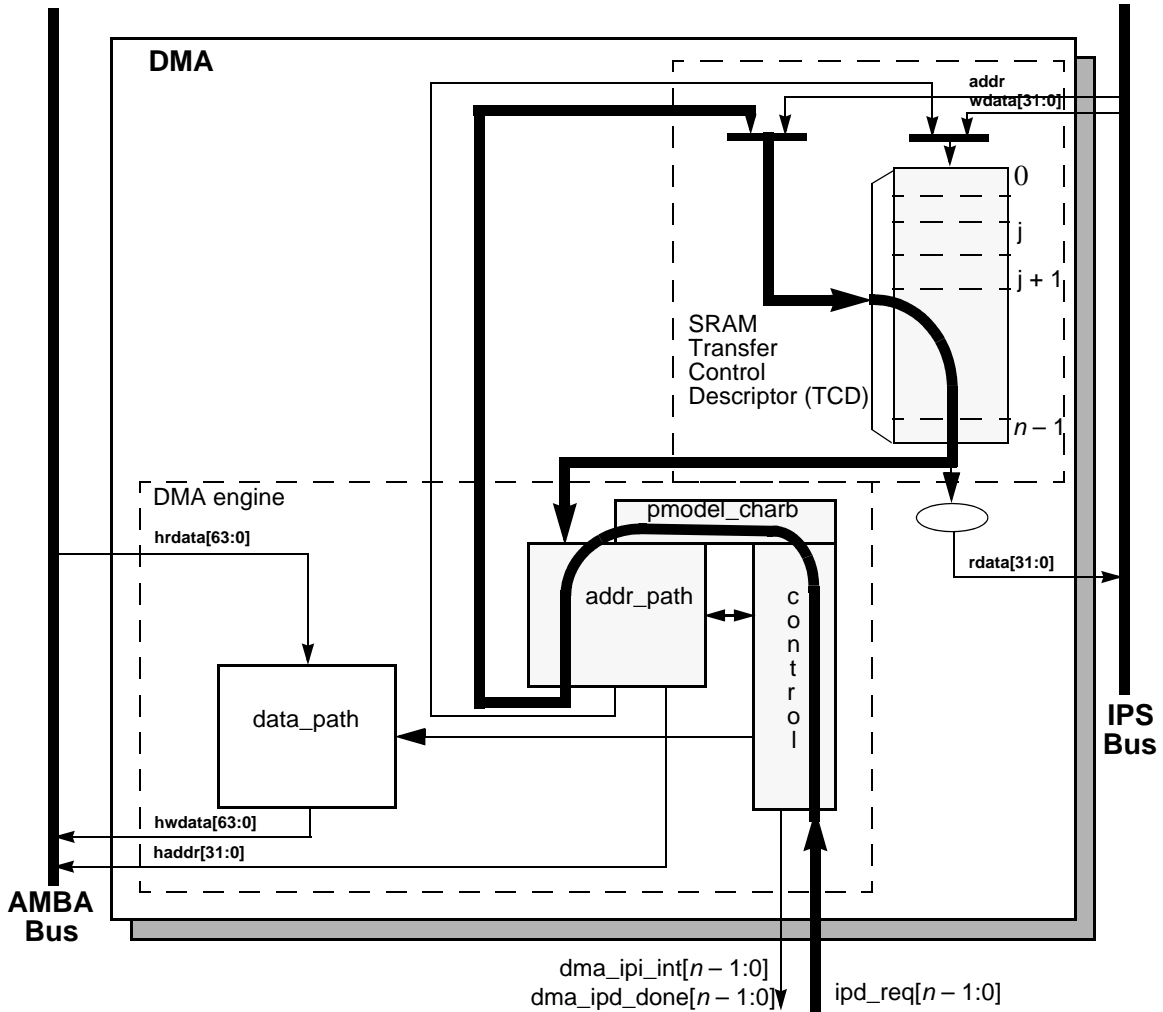 DMA
addr
wdata[31:0]
0
j
j + 1
SRAM
Transfer
Control
Descriptor (TCD)
n – 1
DMA engine
pmodel_charb
hrdata[63:0]
rdata[31:0]
addr_path
control
data_path
IPS
Bus
hwdata[63:0]
haddr[31:0]
AMBA
Bus
dma_ipi_int[n – 1:0]
dma_ipd_done[n – 1:0]
ipd_req[n – 1:0]